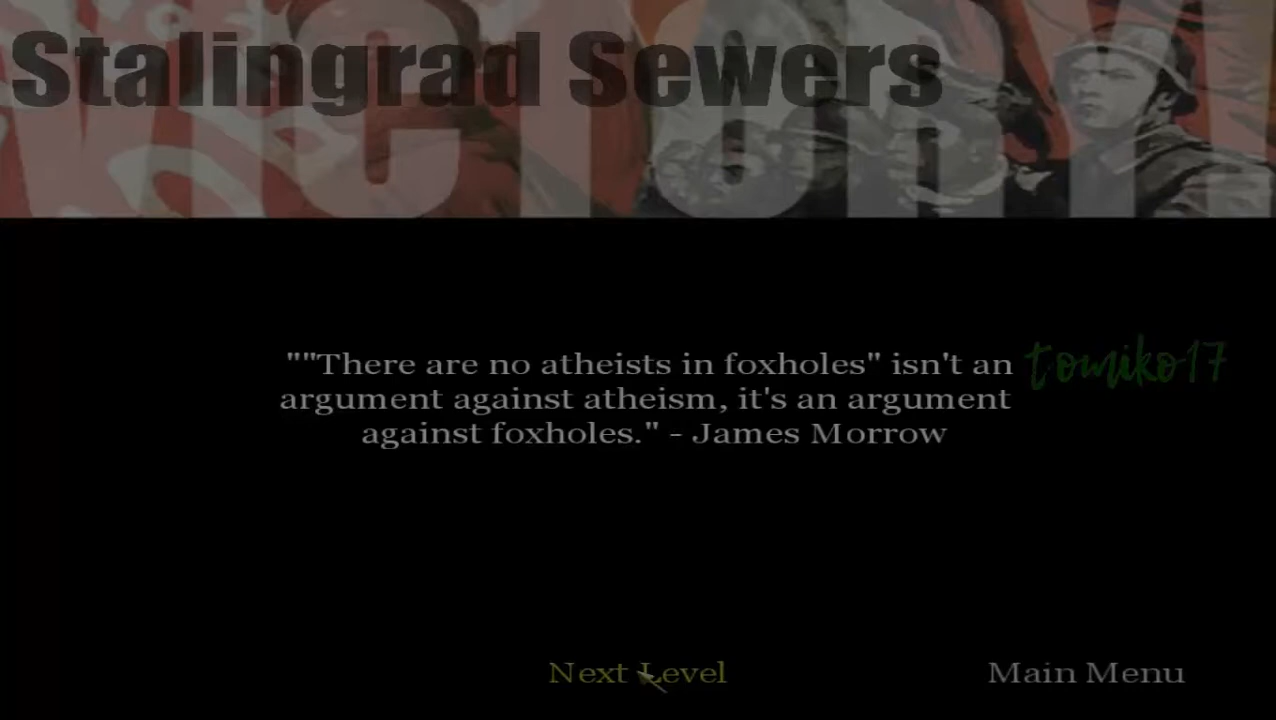 VICTORY!
Stalingrad Sewers
""There are no atheists in foxholes" isn't an
argument against atheism, it's an argument
against foxholes." - James Morrow
tomiko17
Next Level
Main Menu